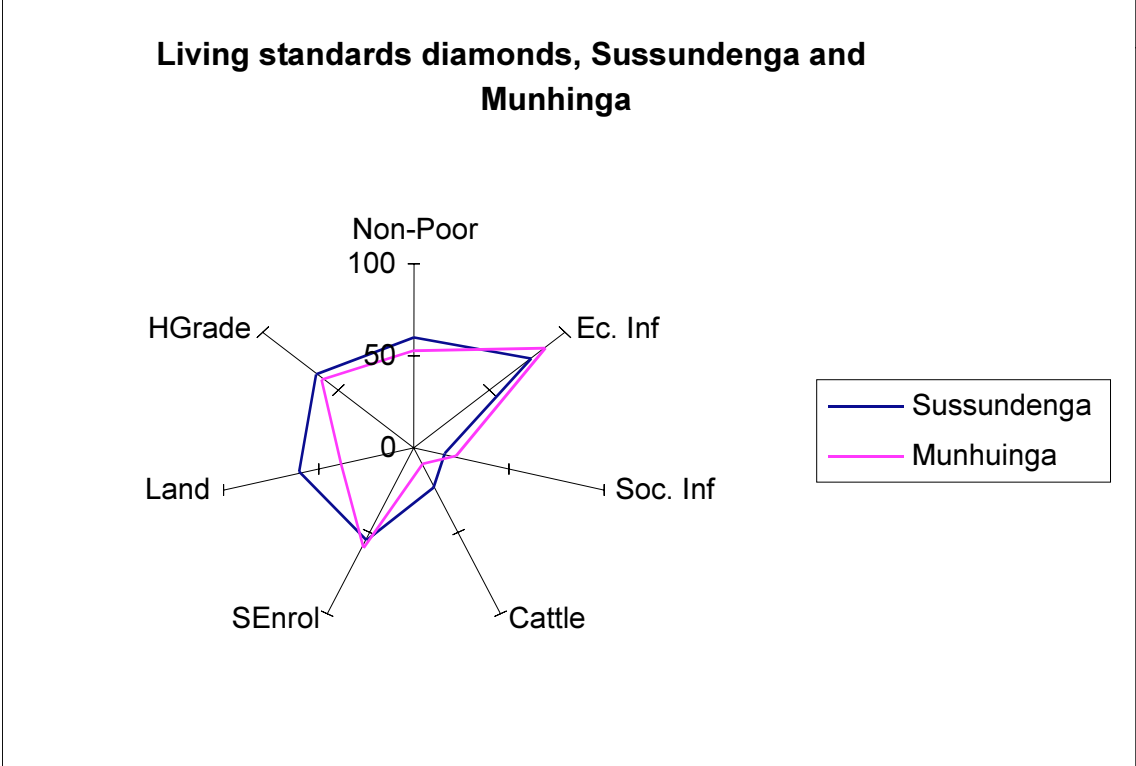 Living standards diamonds, Sussundenga and
Munhinga
Non-Poor
100
HGrade
Ec. Inf
50
0
Land
Soc. Inf
SEnrol
Cattle
Sussundenga
Munhuinga